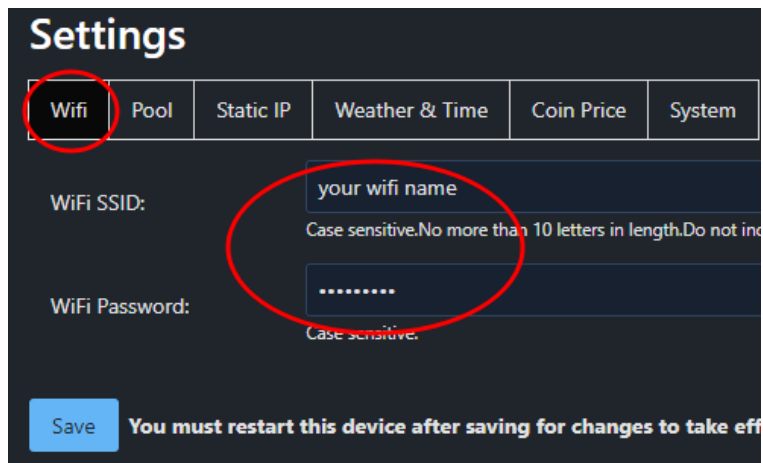 Settings
Wifi Pool Static IP Weather & Time Coin Price System
WiFi SSID:
your wifi name
Case sensitive.No more than 10 letters in length.Do not
WiFi Password:
•••••••••
Case sensitive.
Save You must restart this device after saving for changes to take